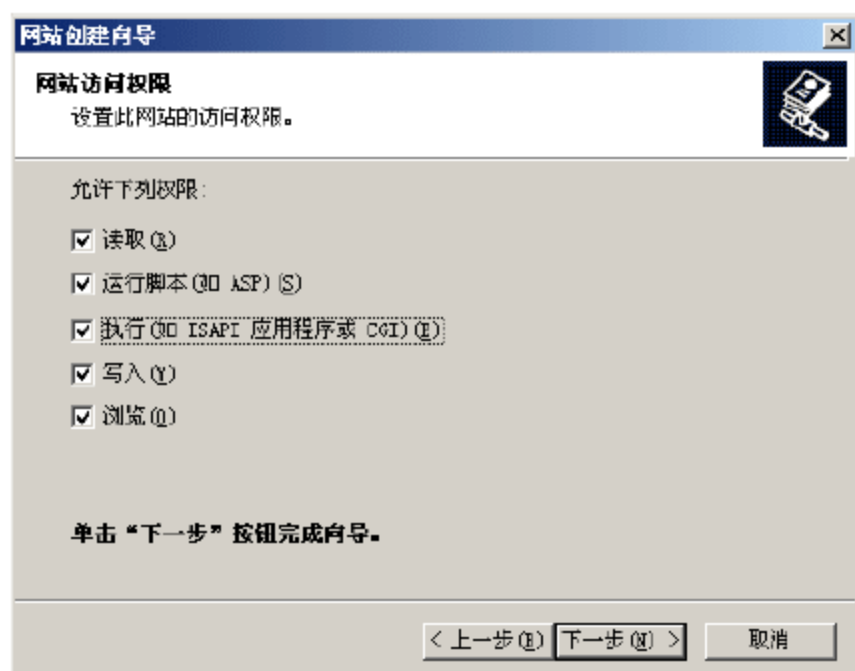 网站创建向导
网站访问权限
设置此网站的访问权限。
允许下列权限:
读取(R)
运行脚本(如 ASP)(S)
执行(如 ISAPI 应用程序或 CGI)(E)
写入(W)
浏览(O)
单击“下一步”按钮完成向导。
< 上一步(B) 下一步(N) > 取消